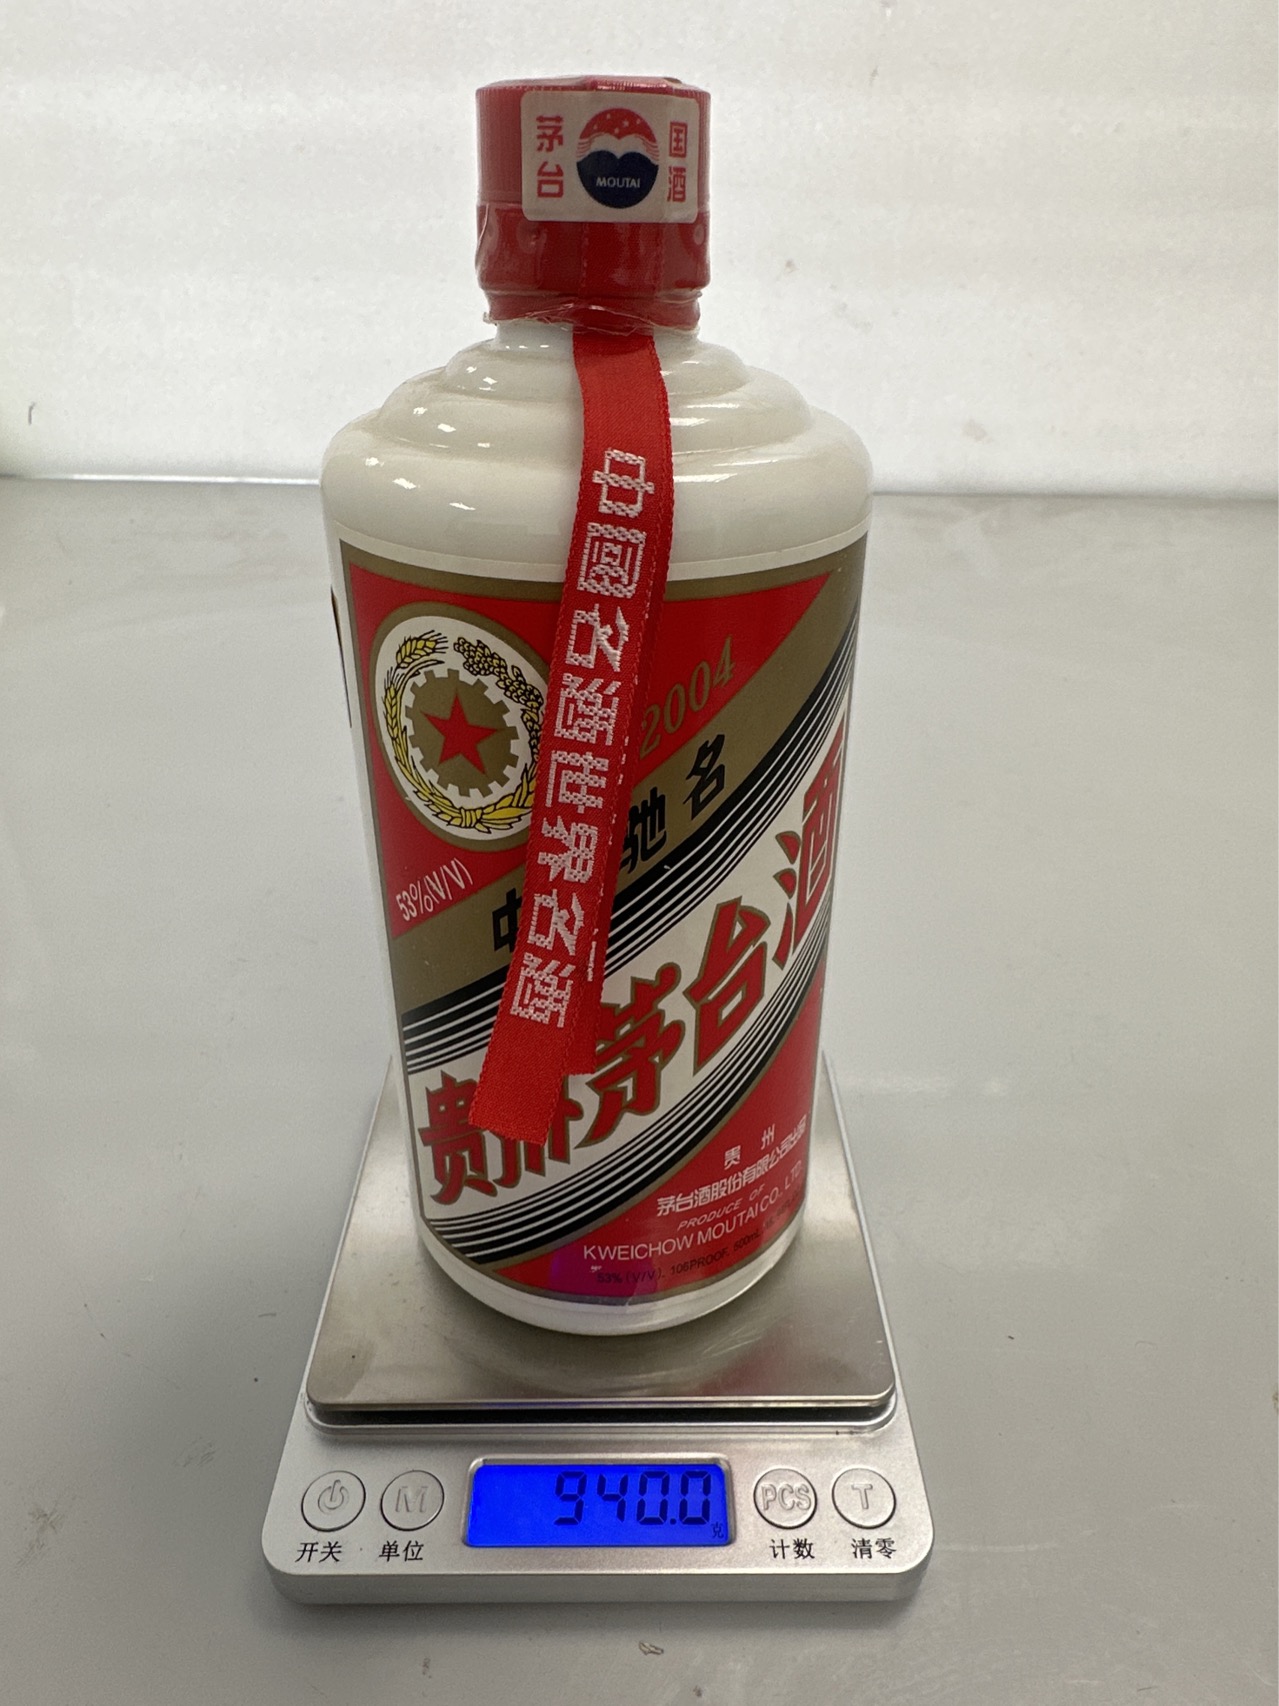 茅台
MOUTAI
国酒
中國名酒世界名酒
2004
53%(V/V)
中
驰名
贵州茅台酒
贵州
茅台酒股份有限公司出品
PRODUCE OF
KWEICHOW MOUTAI CO., LTD.
53% (V/V), 106PROOF, 500mL
940.0
克
M
PCS
T
开关
单位
计数
清零